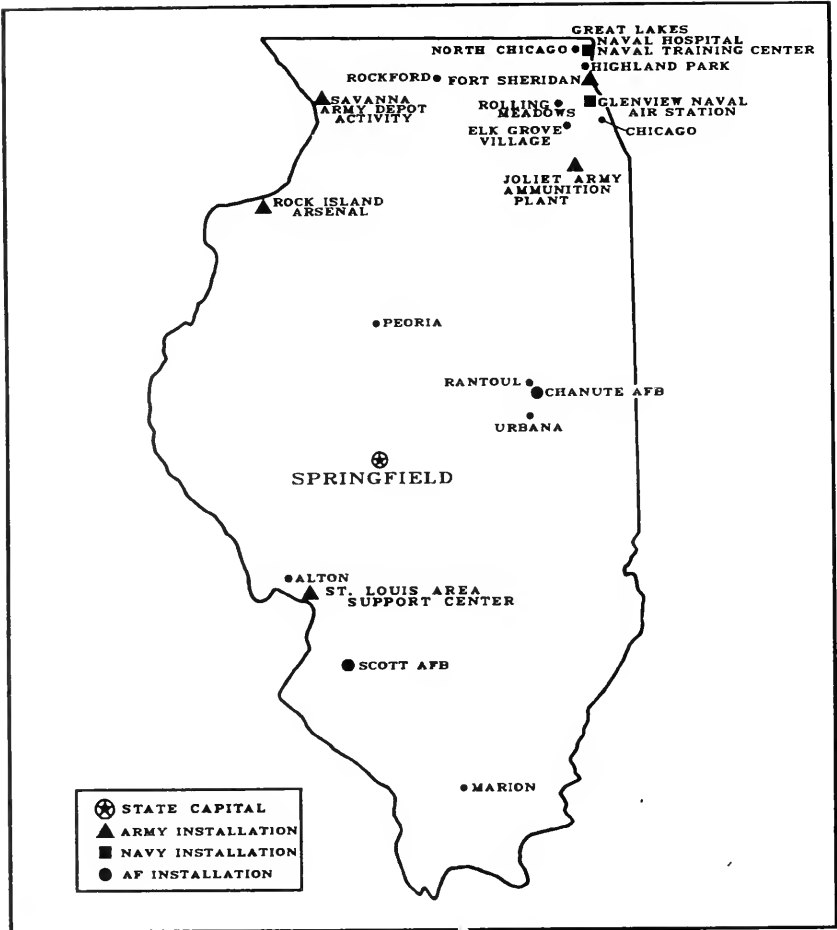 GREAT LAKES
NAVAL HOSPITAL
NORTH CHICAGO
NAVAL TRAINING CENTER
HIGHLAND PARK
ROCKFORD
FORT SHERIDAN
SAVANNA
ARMY DEPOT
ACTIVITY
ROLLING
MEADOWS
GLENVIEW NAVAL
AIR STATION
ELK GROVE
VILLAGE
CHICAGO
JOLIET ARMY
AMMUNITION
PLANT
ROCK ISLAND
ARSENAL
PEORIA
RANTOUL
CHANUTE AFB
URBANA
SPRINGFIELD
ALTON
ST. LOUIS AREA
SUPPORT CENTER
SCOTT AFB
MARION
STATE CAPITAL
ARMY INSTALLATION
NAVY INSTALLATION
AF INSTALLATION